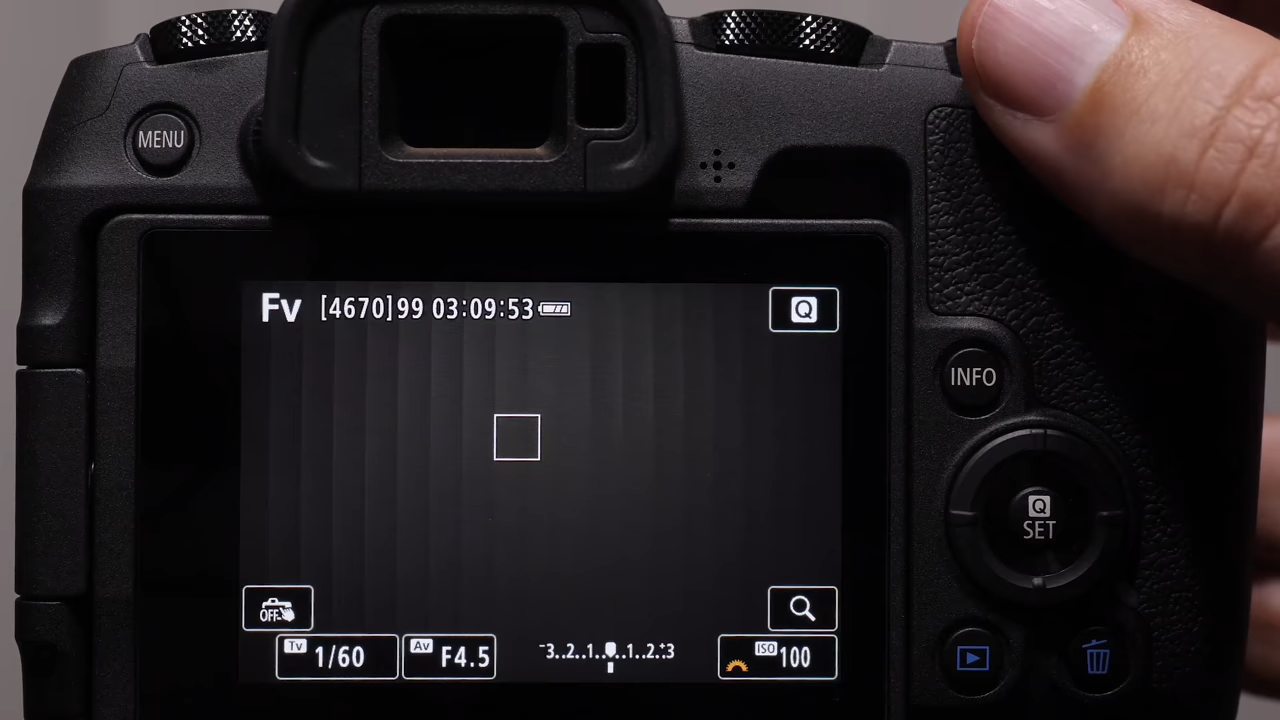 MENU
Fv [4670]99 03:09:53 Q
INFO
Q
SET
OFF
Tv 1/60 Av F4.5 -3..2..1..0..1..2.+3 ISO 100